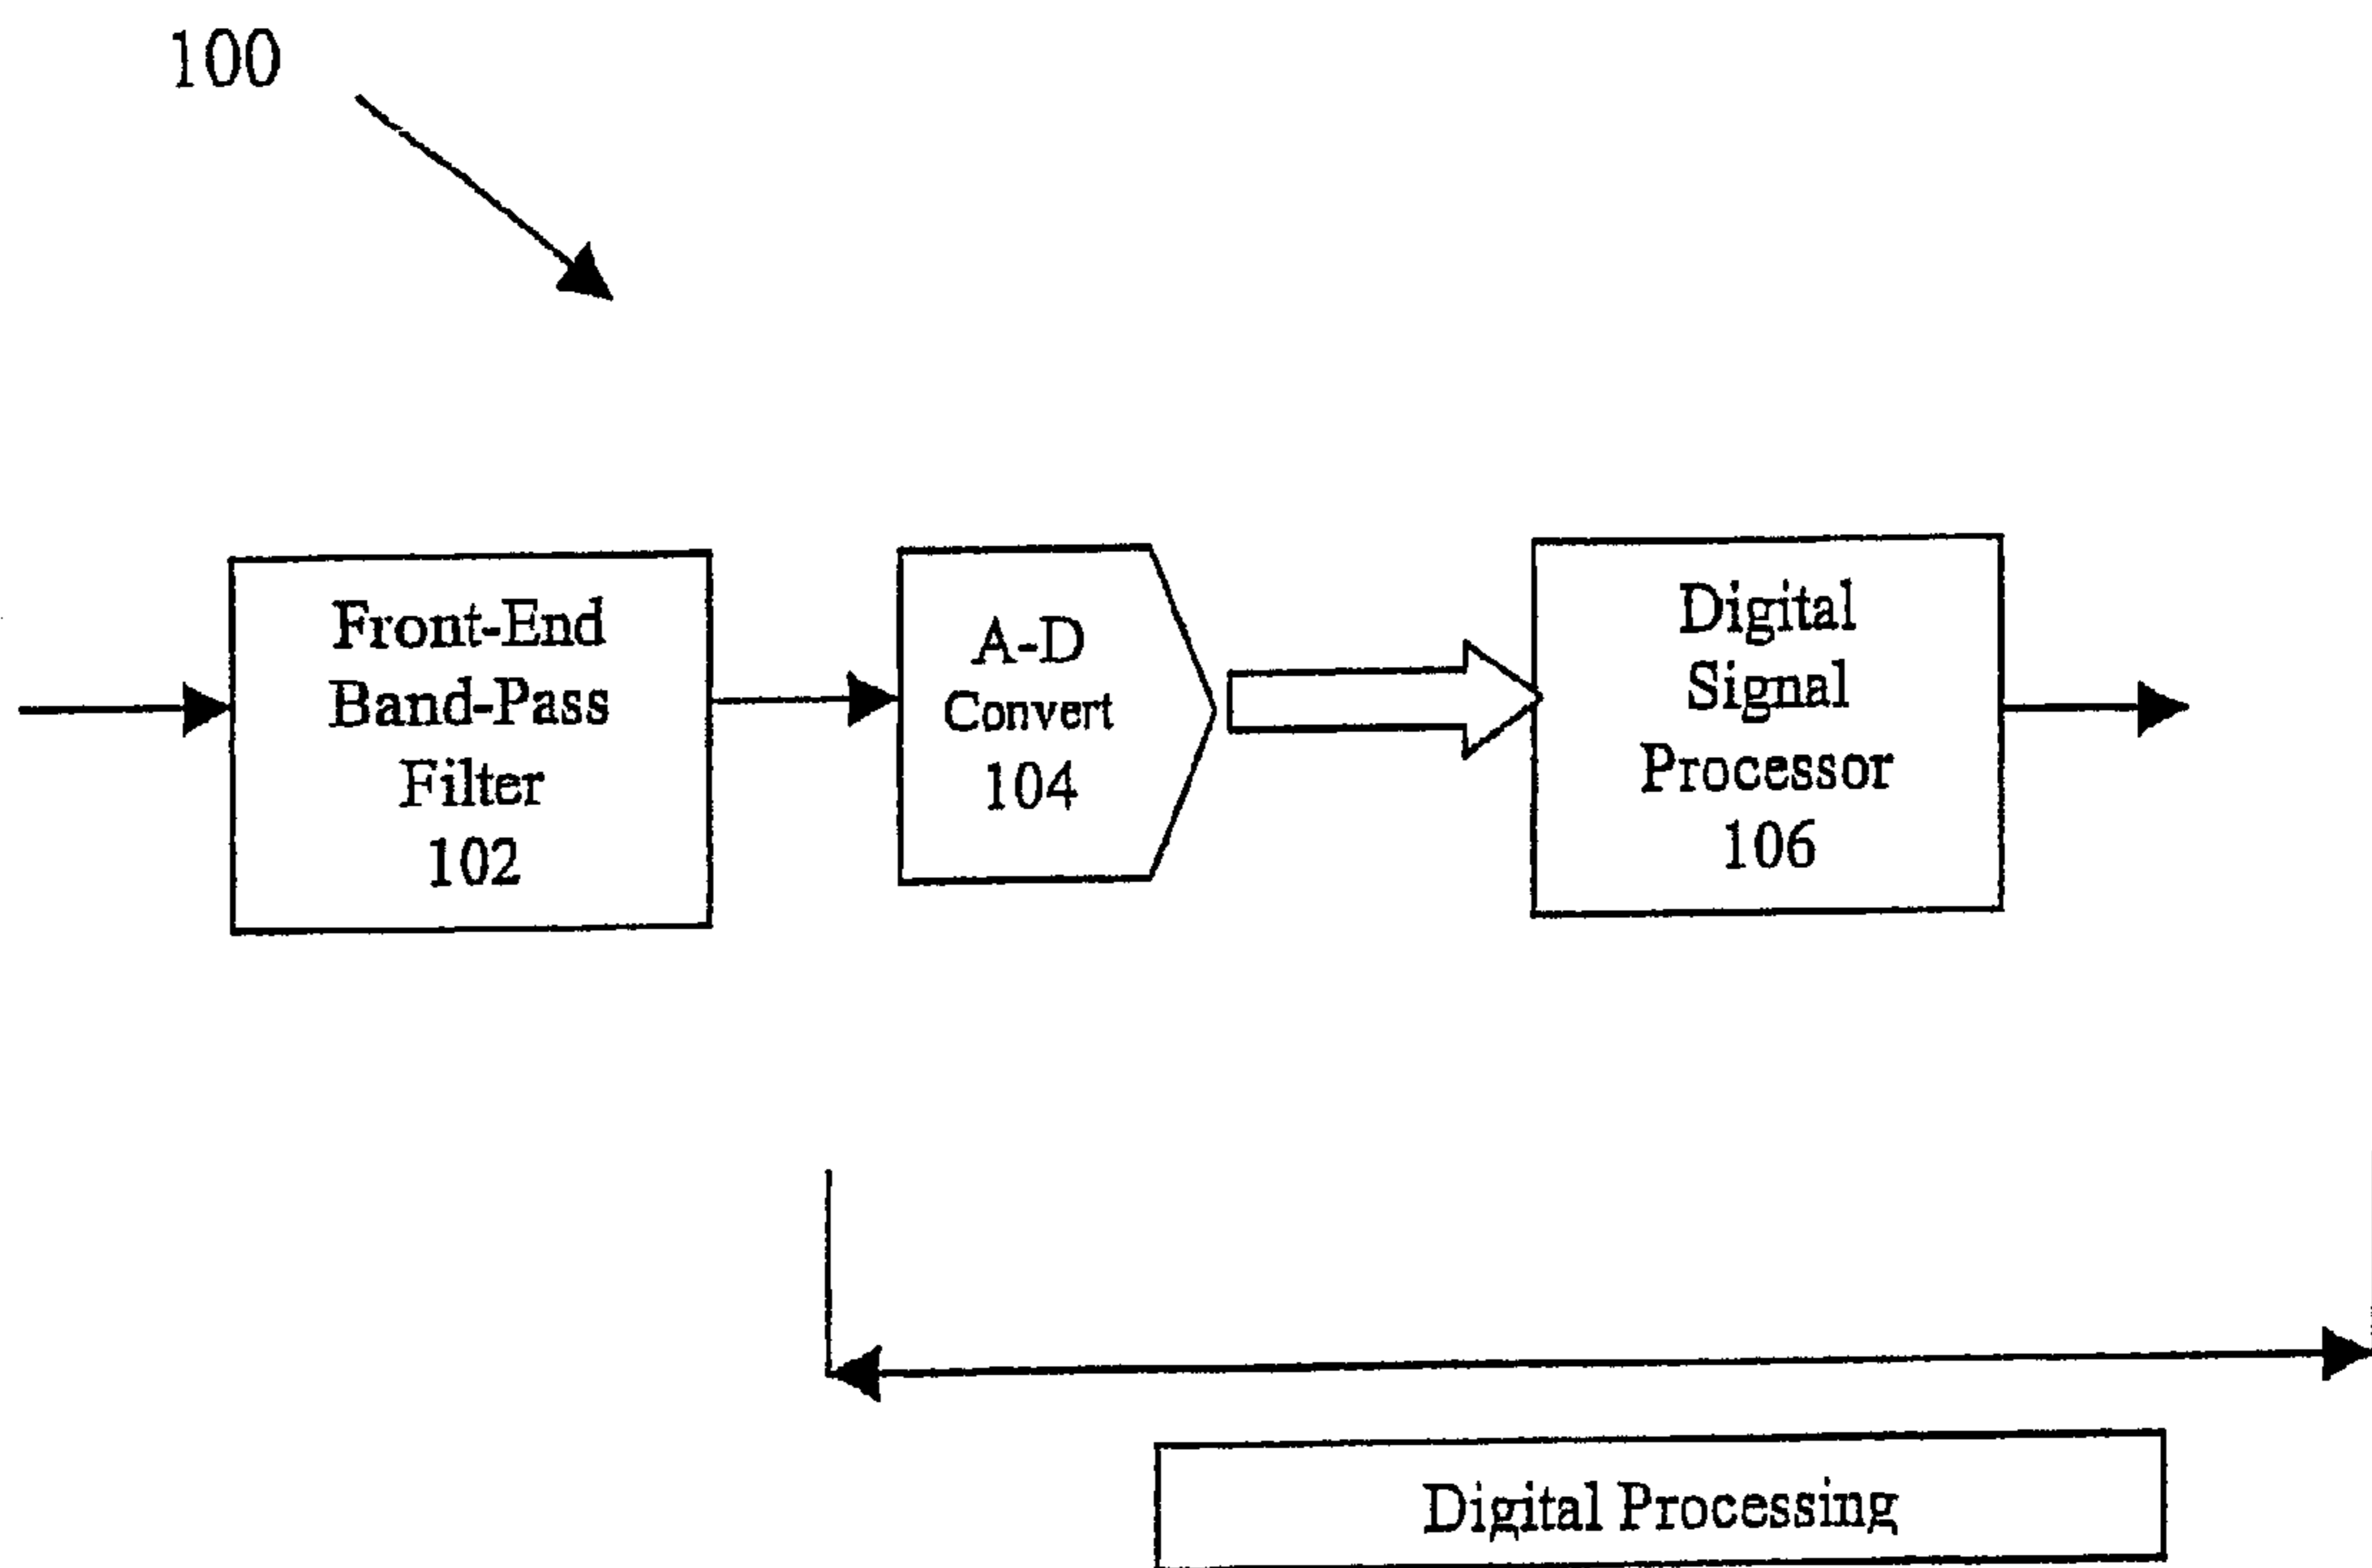 100
Front-End
Band-Pass
Filter
102
A-D
Convert
104
Digital
Signal
Processor
106
Digital Processing